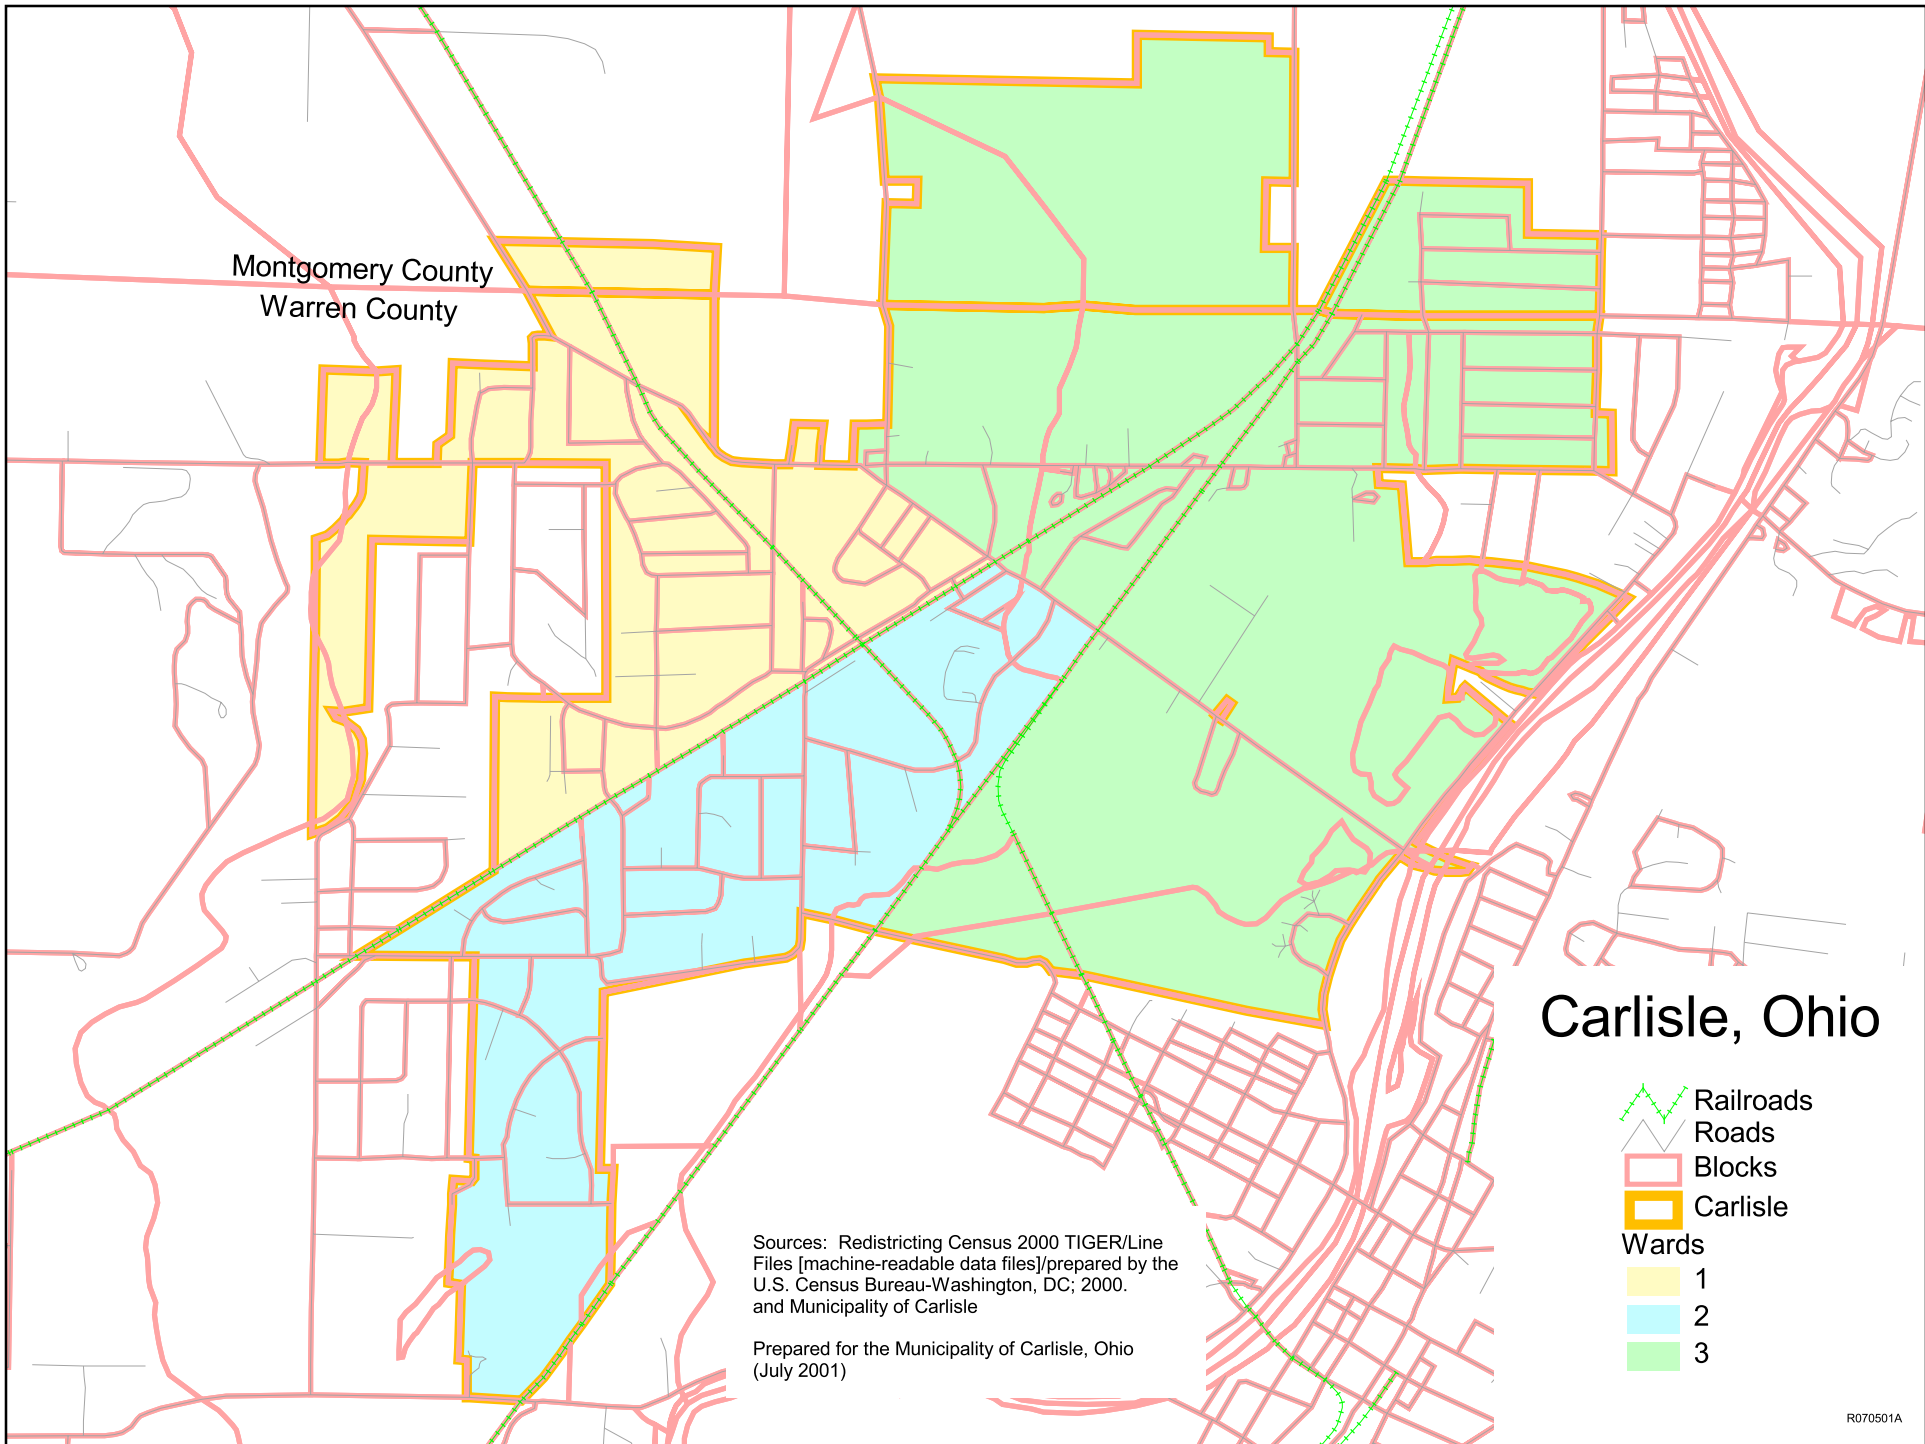 Montgomery County
Warren County
Carlisle, Ohio
Railroads
Roads
Blocks
Carlisle
Wards
1
2
3
Sources:  Redistricting Census 2000 TIGER/Line
Files [machine-readable data files]/prepared by the
U.S. Census Bureau-Washington, DC; 2000.
and Municipality of Carlisle
Prepared for the Municipality of Carlisle, Ohio
(July 2001)
R070501A